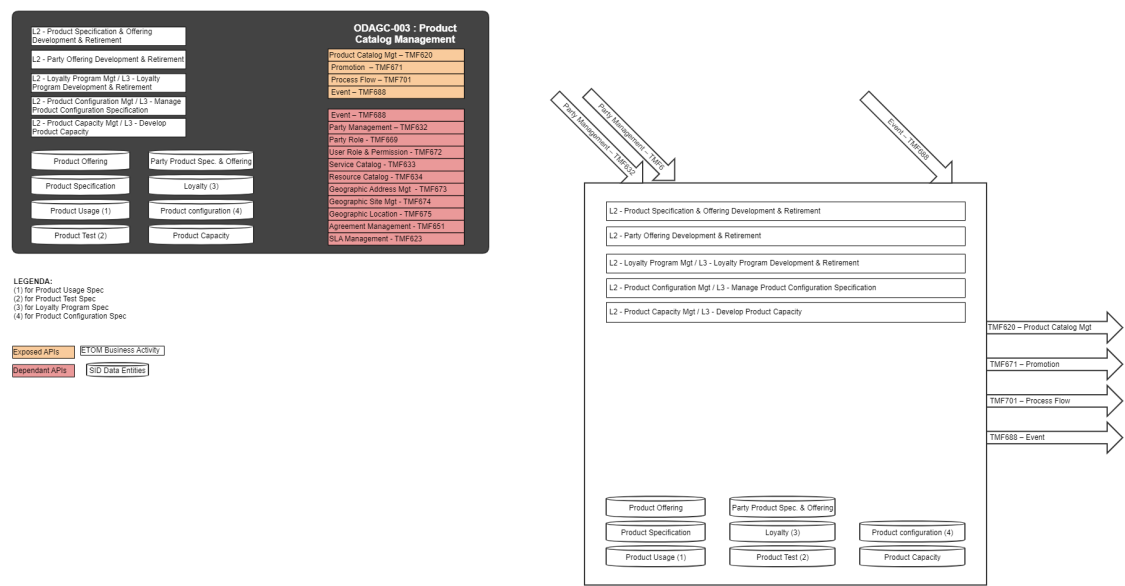 L2 - Product Specification & Offering
Development & Retirement
L2 - Party Offering Development & Retirement
L2 - Loyalty Program Mgt / L3 - Loyalty
Program Development & Retirement
L2 - Product Configuration Mgt / L3 - Manage
Product Configuration Specification
L2 - Product Capacity Mgt / L3 - Develop
Product Capacity
Product Offering
Party Product Spec. & Offering
Product Specification
Loyalty (3)
Product Usage (1)
Product configuration (4)
Product Test (2)
Product Capacity
ODAGC-003 : Product
Catalog Management
Product Catalog Mgt – TMF620
Promotion – TMF671
Process Flow – TMF701
Event – TMF688
Event – TMF688
Party Management – TMF632
Party Role - TMF669
User Role & Permission - TMF672
Service Catalog - TMF633
Resource Catalog - TMF634
Geographic Address Mgt - TMF673
Geographic Site Mgt - TMF674
Geographic Location - TMF675
Agreement Management - TMF651
SLA Management - TMF623
LEGENDA:
(1) for Product Usage Spec
(2) for Product Test Spec
(3) for Loyalty Program Spec
(4) for Product Configuration Spec
Exposed APIs
ETOM Business Activity
Dependant APIs
SID Data Entities
Party Management – TMF632
Party Management – TMF6
Event – TMF688
L2 - Product Specification & Offering Development & Retirement
L2 - Party Offering Development & Retirement
L2 - Loyalty Program Mgt / L3 - Loyalty Program Development & Retirement
L2 - Product Configuration Mgt / L3 - Manage Product Configuration Specification
L2 - Product Capacity Mgt / L3 - Develop Product Capacity
TMF620 – Product Catalog Mgt
TMF671 – Promotion
TMF701 – Process Flow
TMF688 – Event
Product Offering
Party Product Spec. & Offering
Product Specification
Loyalty (3)
Product configuration (4)
Product Usage (1)
Product Test (2)
Product Capacity